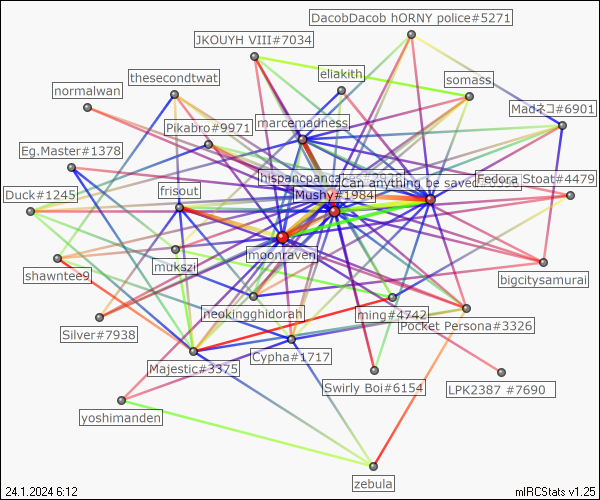 DacobDacob hORNY police#5271
JKOUYH VIII#7034
eliakith
thesecondtwat
somass
normalwan
Madネコ#6901
marcemadness
Pikabro#9971
Eg.Master#1378
Fedora Stoat#4479
Can anything be saved
Duck#1245
frisout
Mushy#1984
moonraven
mukszi
shawntee9
bigcitysamurai
neokingghidorah
ming#4742
Pocket Persona#3326
Silver#7938
Cypha#1717
Majestic#3375
Swirly Boi#6154
LPK2387 #7690
yoshimanden
zebula
24.1.2024 6:12
mIRCStats v1.25